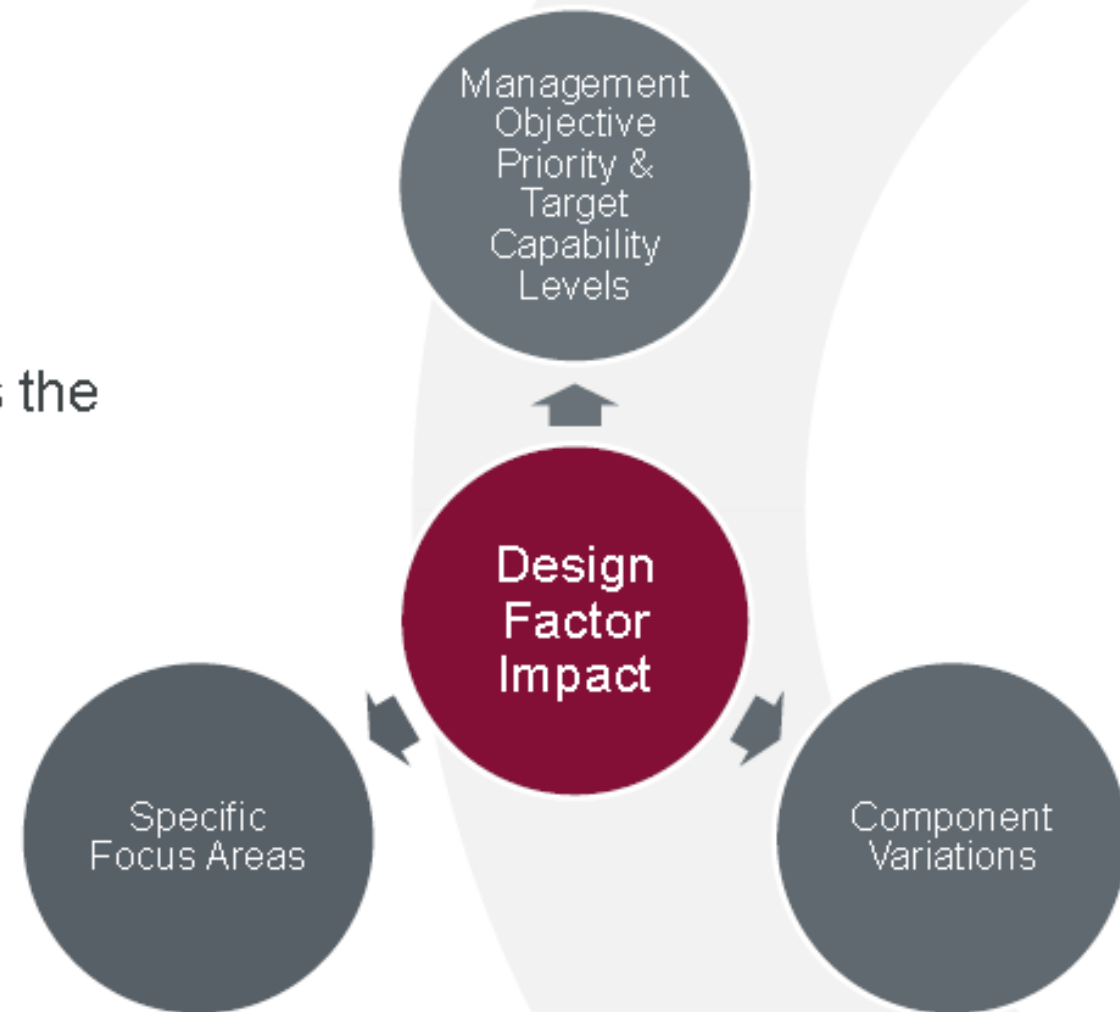 Management
Objective
Priority &
Target
Capability
Levels
the
Design
Factor
Impact
Specific
Focus Areas
Component
Variations